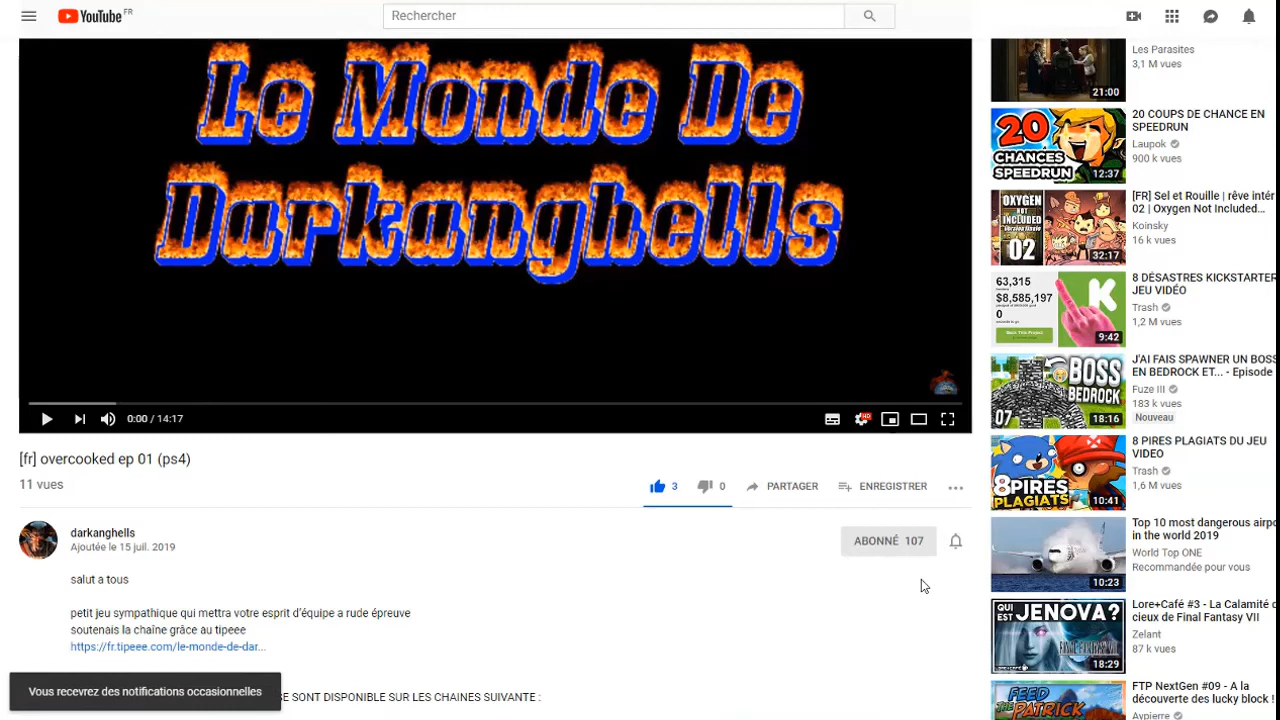 YouTube FR
Rechercher
Le Monde De
Darkanghells
0:00 / 14:17
HD
[fr] overcooked ep 01 (ps4)
11 vues
3
0
PARTAGER
ENREGISTRER
darkanghells
Ajoutée le 15 juil. 2019
ABONNÉ 107
salut a tous
petit jeu sympathique qui mettra votre esprit d'équipe a rude épreuve
soutenais la chaîne grâce au tipeee
https://fr.tipeee.com/le-monde-de-dar...
Vous recevrez des notifications occasionnelles
SE SONT DISPONIBLE SUR LES CHAINES SUIVANTE :
Les Parasites
3,1 M vues
21:00
20
CHANCES
SPEEDRUN
12:37
20 COUPS DE CHANCE EN
SPEEDRUN
Laupok
900 k vues
OXYGEN
NOT
INCLUDED
02
32:17
[FR] Sel et Rouille | rêve intér
02 | Oxygen Not Included...
Koinsky
16 k vues
63,315
$8,585,197
0
K
9:42
8 DÉSASTRES KICKSTARTER
JEU VIDÉO
Trash
1,2 M vues
BOSS
BEDROCK
07
18:16
J'AI FAIS SPAWNER UN BOSS
EN BEDROCK ET... - Episode
Fuze III
183 k vues
Nouveau
8 PIRES
PLAGIATS
10:41
8 PIRES PLAGIATS DU JEU
VIDEO
Trash
1,6 M vues
10:23
Top 10 most dangerous airpo
in the world 2019
World Top ONE
Recommandée pour vous
QUI
EST JENOVA?
FINAL FANTASY VII
18:29
Lore+Café #3 - La Calamité d
cieux de Final Fantasy VII
Zelant
87 k vues
FEED
THE PATRICK
FTP NextGen #09 - A la
découverte des lucky block !
Aypierre